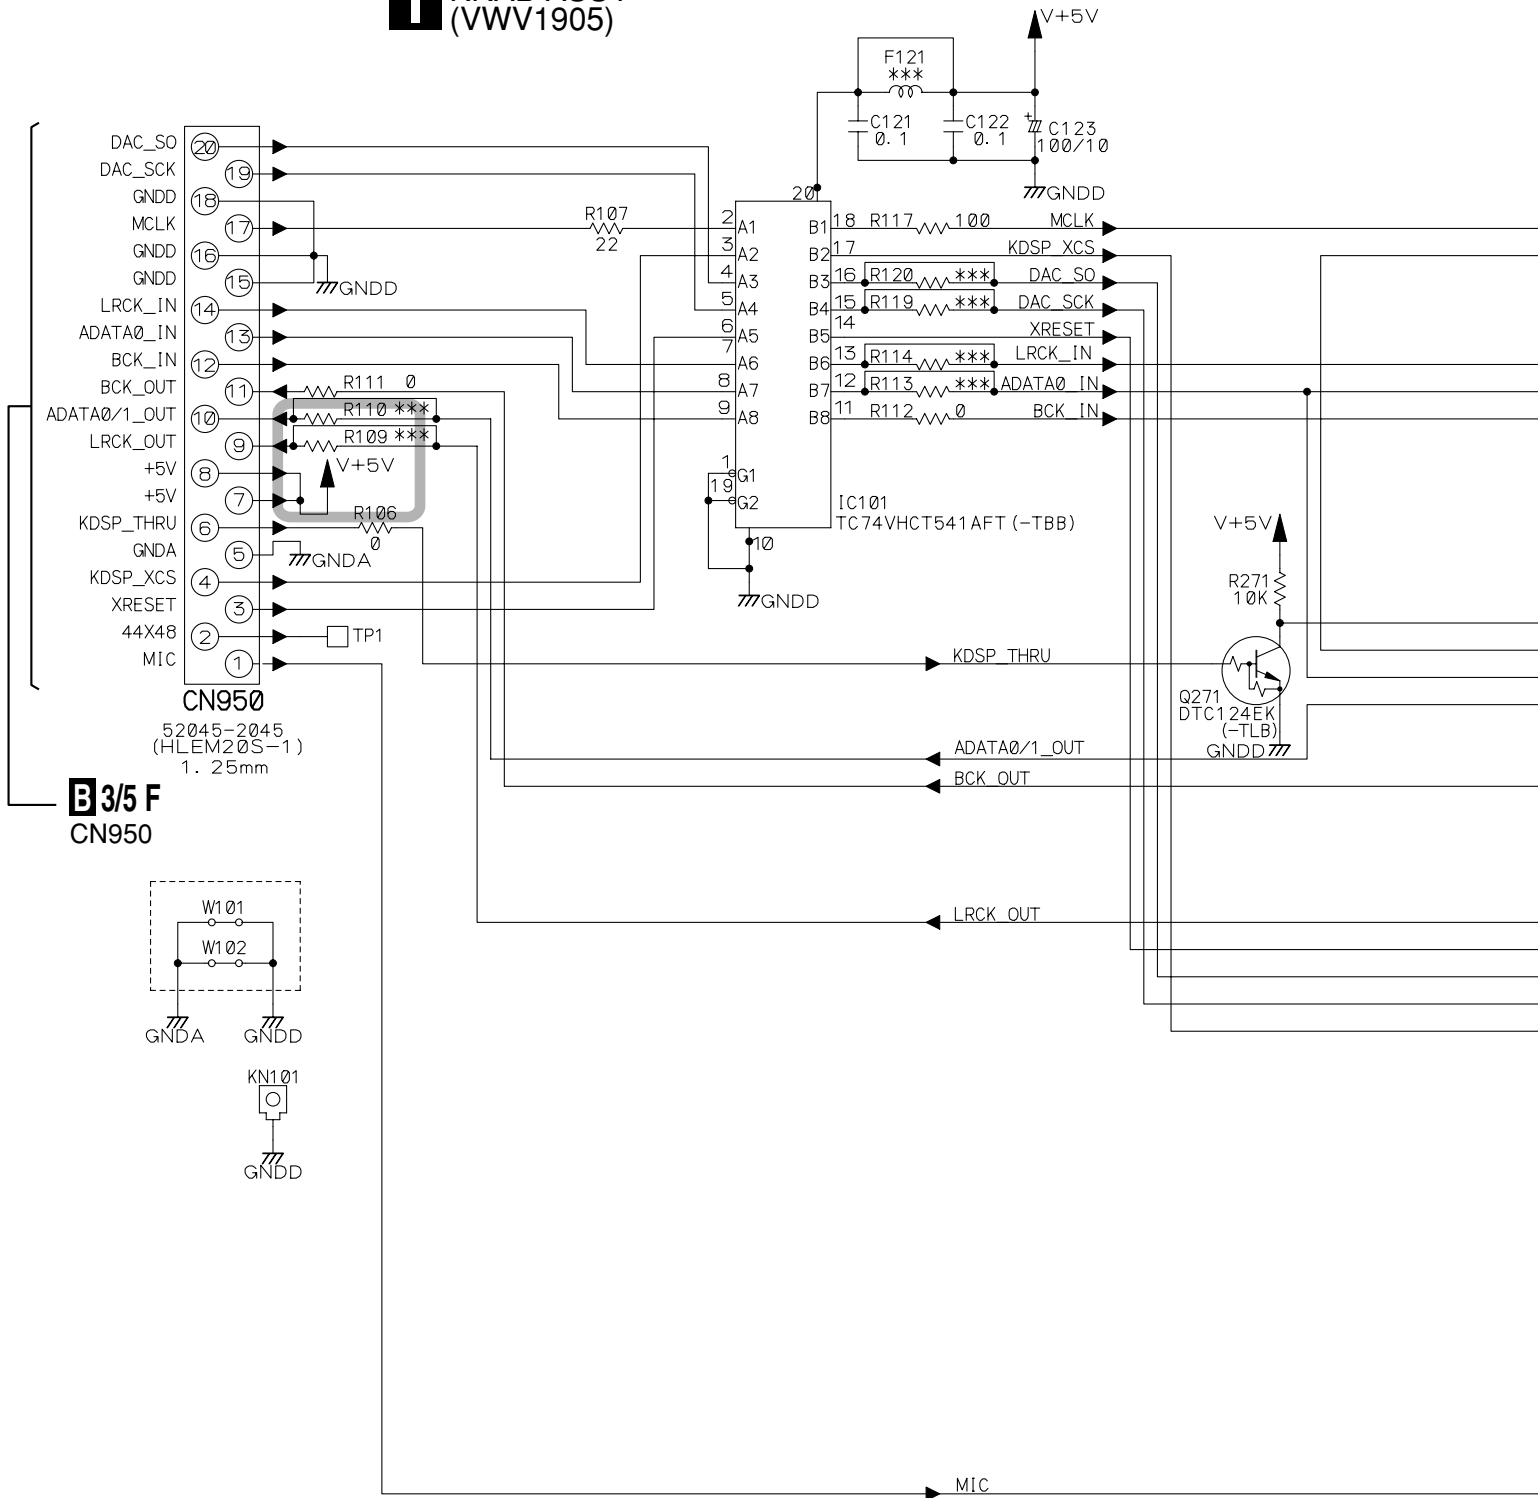 (VWV1905)
V+5V
F121
***
C121
0.1
C122
0.1
+
C123
100/10
GNDD
DAC_SO
20
DAC_SCK
19
GNDD
18
MCLK
17
GNDD
16
GNDD
15
LRCK_IN
14
ADATA0_IN
13
BCK_IN
12
BCK_OUT
11
ADATA0/1_OUT
10
LRCK_OUT
9
+5V
8
+5V
7
KDSP_THRU
6
GNDA
5
KDSP_XCS
4
XRESET
3
44X48
2
MIC
1
CN950
52045-2045
(HLEM20S-1)
1.25mm
B 3/5 F
CN950
GNDD
R107
22
R111 0
R110 ***
R109 ***
V+5V
R106
0
GNDA
TP1
20
2 A1
3 A2
4 A3
5 A4
6 A5
7 A6
8 A7
9 A8
1 G1
19 G2
10
GNDD
B1 18 R117 100 MCLK
B2 17 KDSP_XCS
B3 16 R120 *** DAC_SO
B4 15 R119 *** DAC_SCK
B5 14 XRESET
B6 13 R114 *** LRCK_IN
B7 12 R113 *** ADATA0_IN
B8 11 R112 0 BCK_IN
IC101
TC74VHCT541AFT(-TBB)
V+5V
R271
10K
KDSP_THRU
Q271
DTC124EK
(-TLB)
GNDD
ADATA0/1_OUT
BCK_OUT
LRCK_OUT
W101
W102
GNDA
GNDD
KN101
GNDD
MIC